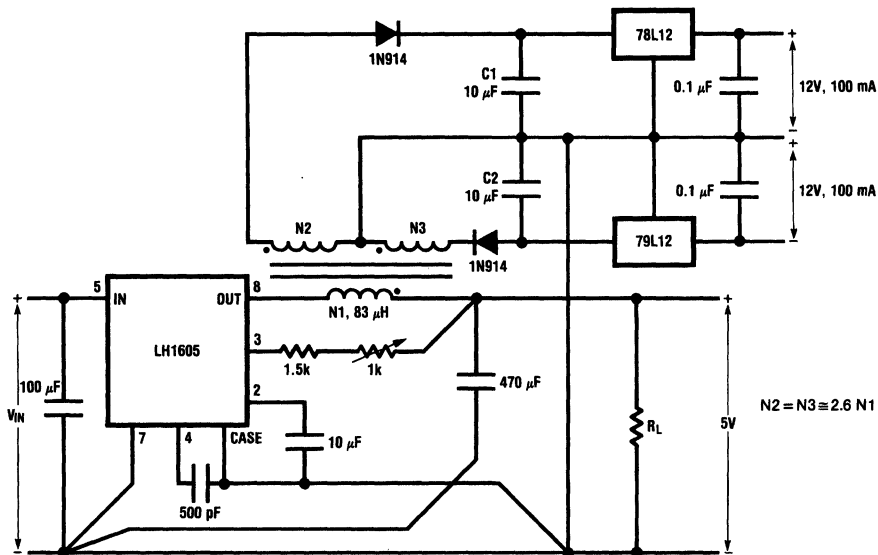 1N914
78L12
C1
10 μF
0.1 μF
12V, 100 mA
+
−
+
C2
10 μF
0.1 μF
12V, 100 mA
−
N2
N3
1N914
79L12
5
IN
OUT
8
N1, 83 μH
+
+
LH1605
3
1.5k
1k
2
100 μF
VIN
470 μF
RL
5V
N2 = N3 ≅ 2.6 N1
7
4
CASE
10 μF
500 pF
−
−